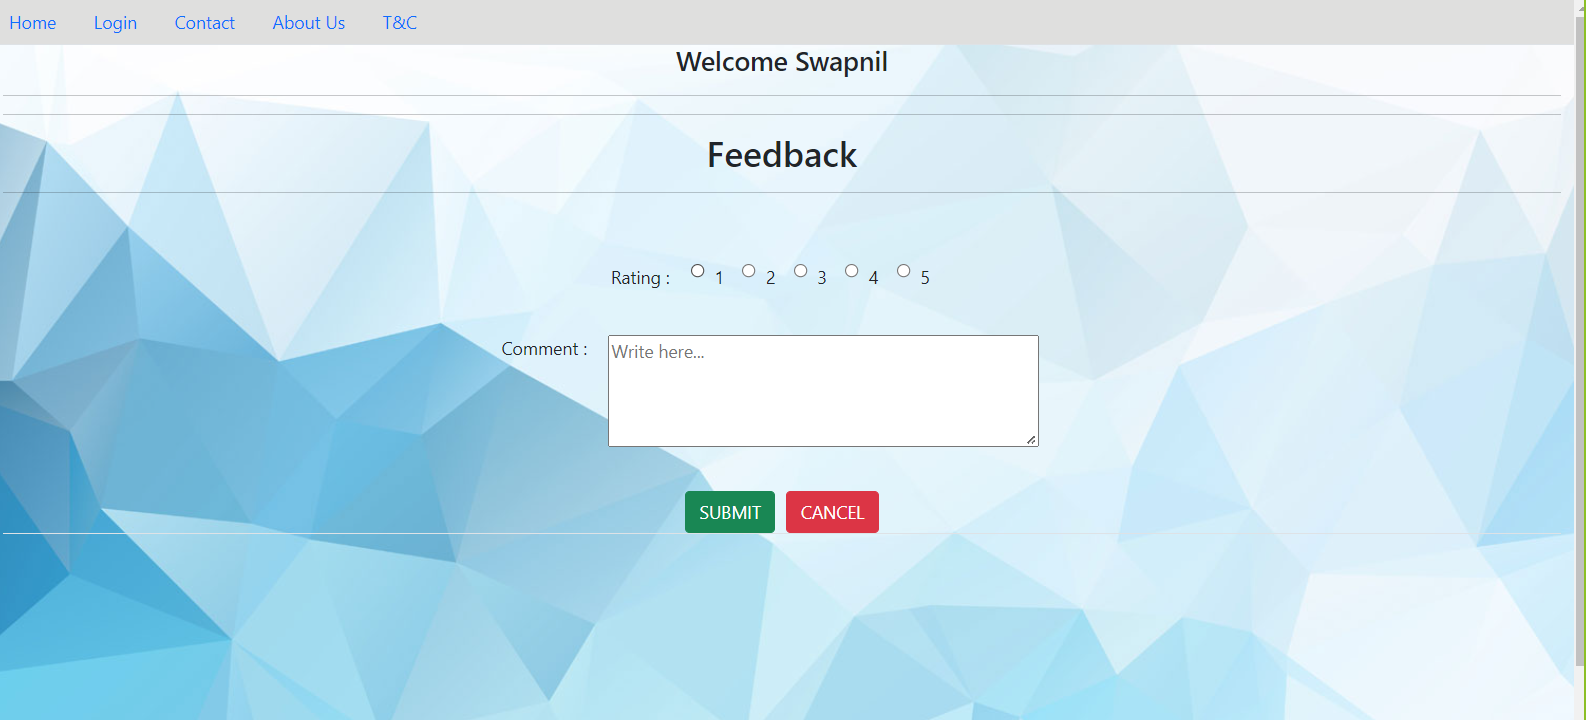 Home Login Contact About Us T&C
Welcome Swapnil
Feedback
Rating : 1 2 3 4 5
Comment : Write here...
SUBMIT CANCEL